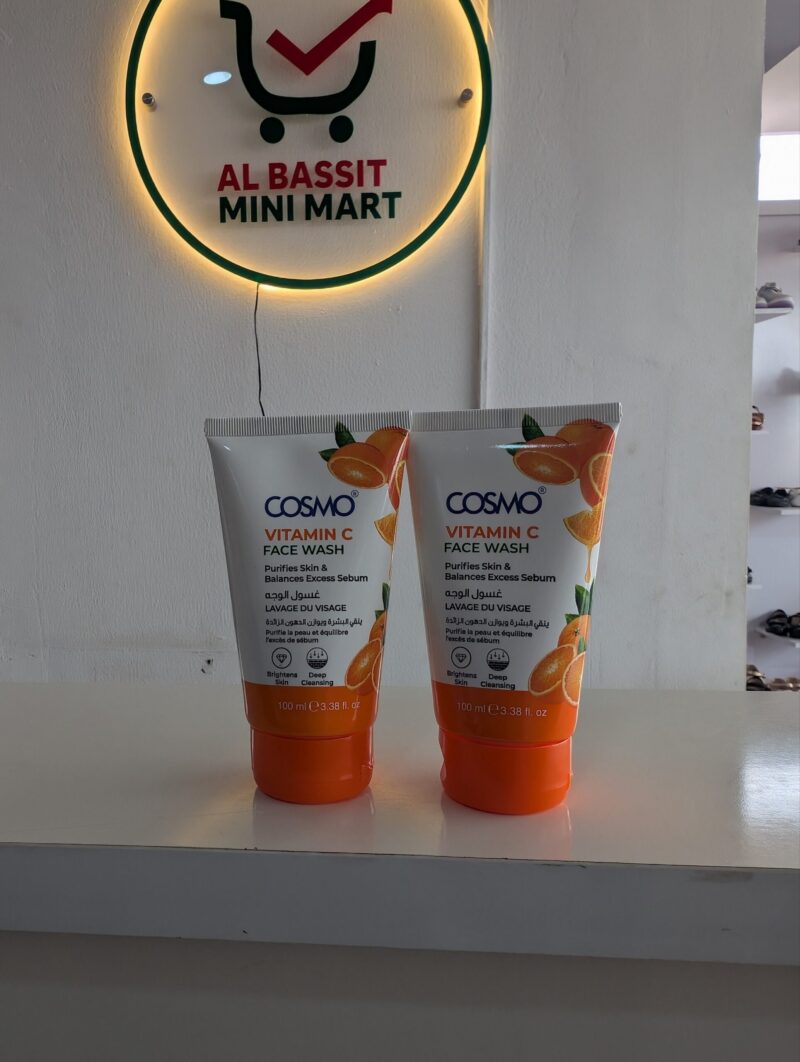 AL BASSIT
MINI MART
COSMO®
VITAMIN C
FACE WASH
Purifies Skin &
Balances Excess Sebum
غسول الوجه
LAVAGE DU VISAGE
ينقي البشرة ويوازن الدهون الزائدة
Purifie la peau et équilibre
l'excès de sébum
Brightens
Skin
Deep
Cleansing
100 ml ℮ 3.38 fl. oz
COSMO®
VITAMIN C
FACE WASH
Purifies Skin &
Balances Excess Sebum
غسول الوجه
LAVAGE DU VISAGE
ينقي البشرة ويوازن الدهون الزائدة
Purifie la peau et équilibre
l'excès de sébum
Brightens
Skin
Deep
Cleansing
100 ml ℮ 3.38 fl. oz